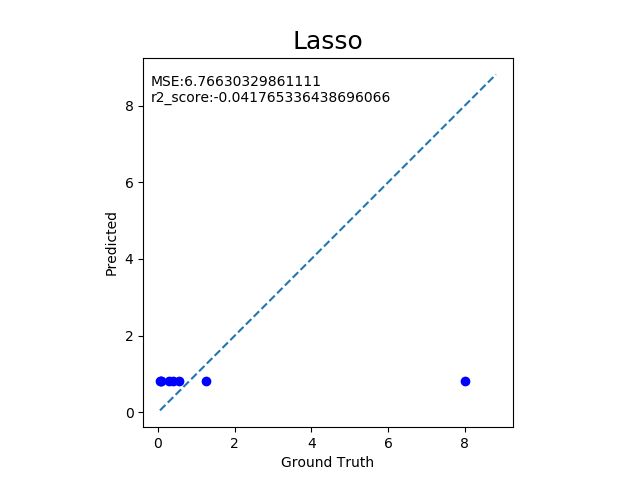 Lasso
MSE:6.76630329861111
r2_score:-0.041765336438696066
8
6
4
2
0
Predicted
0 2 4 6 8
Ground Truth